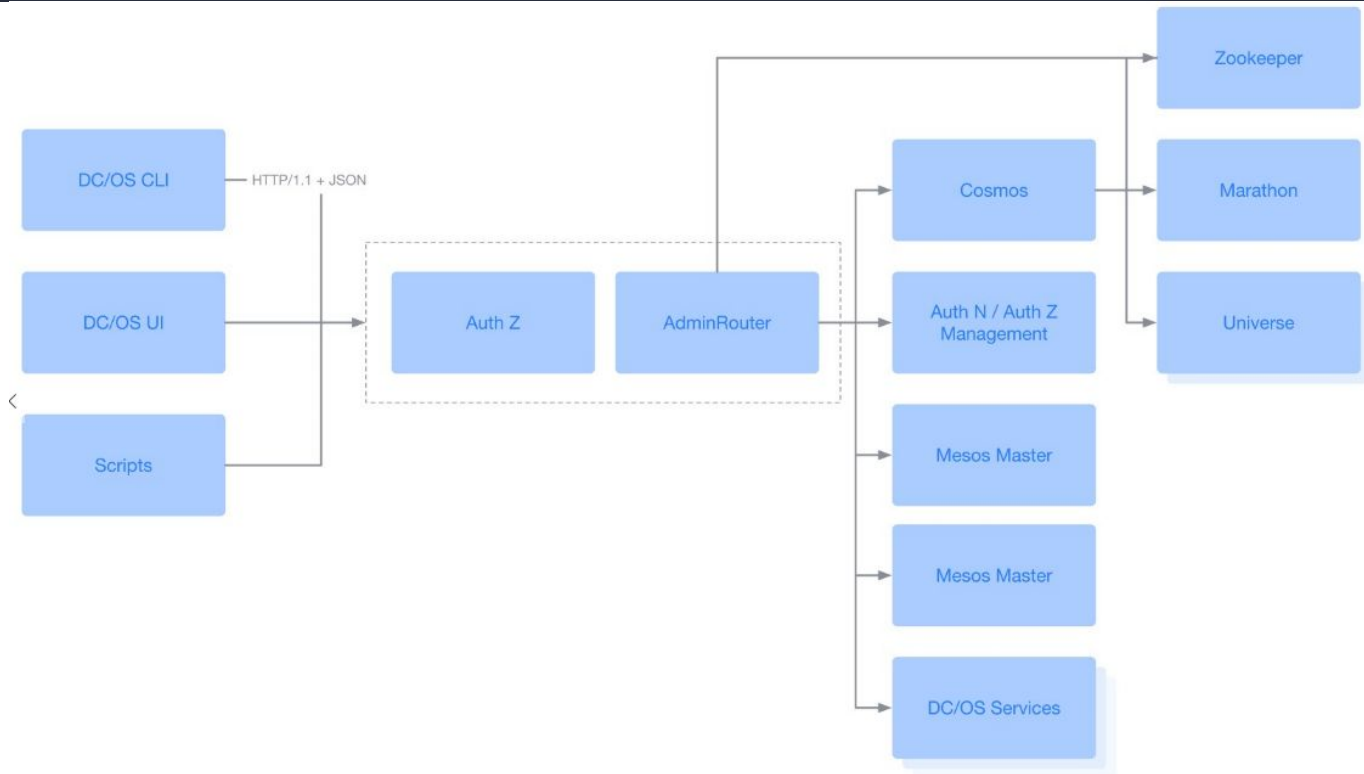 DC/OS CLI
HTTP/1.1 + JSON
DC/OS UI
Scripts
Auth Z
AdminRouter
Cosmos
Auth N / Auth Z
Management
Mesos Master
Mesos Master
DC/OS Services
Zookeeper
Marathon
Universe